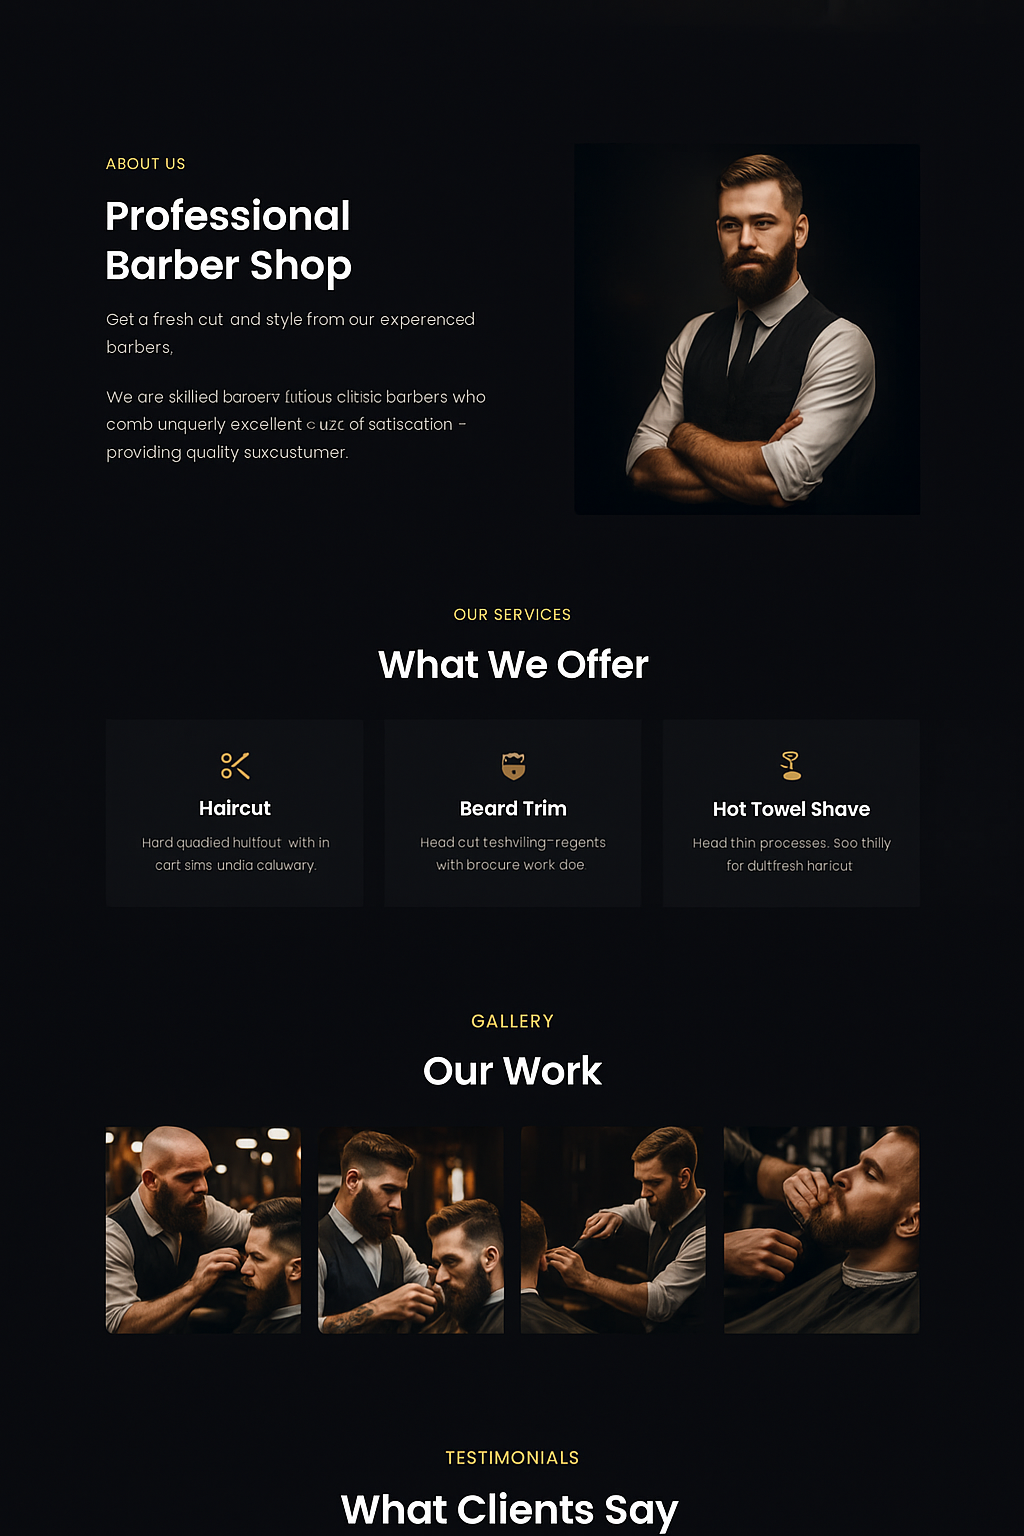 ABOUT US
Professional
Barber Shop
Get a fresh cut and style from our experenced
barbers,
We are skillied baroerv clitisic barbers who
comb unquerly excellent of satiscation -
providing quality suxcustumer.
OUR SERVICES
What We Offer
Haircut
Hard quadied hultfout with in
cart sims undia caluwary.
Beard Trim
Head cut teshviling-regents
with brocure work doe
Hot Towel Shave
Head thin processes. Soo thilly
for dultfresh haricut
GALLERY
Our Work
TESTIMONIALS
What Clients Say